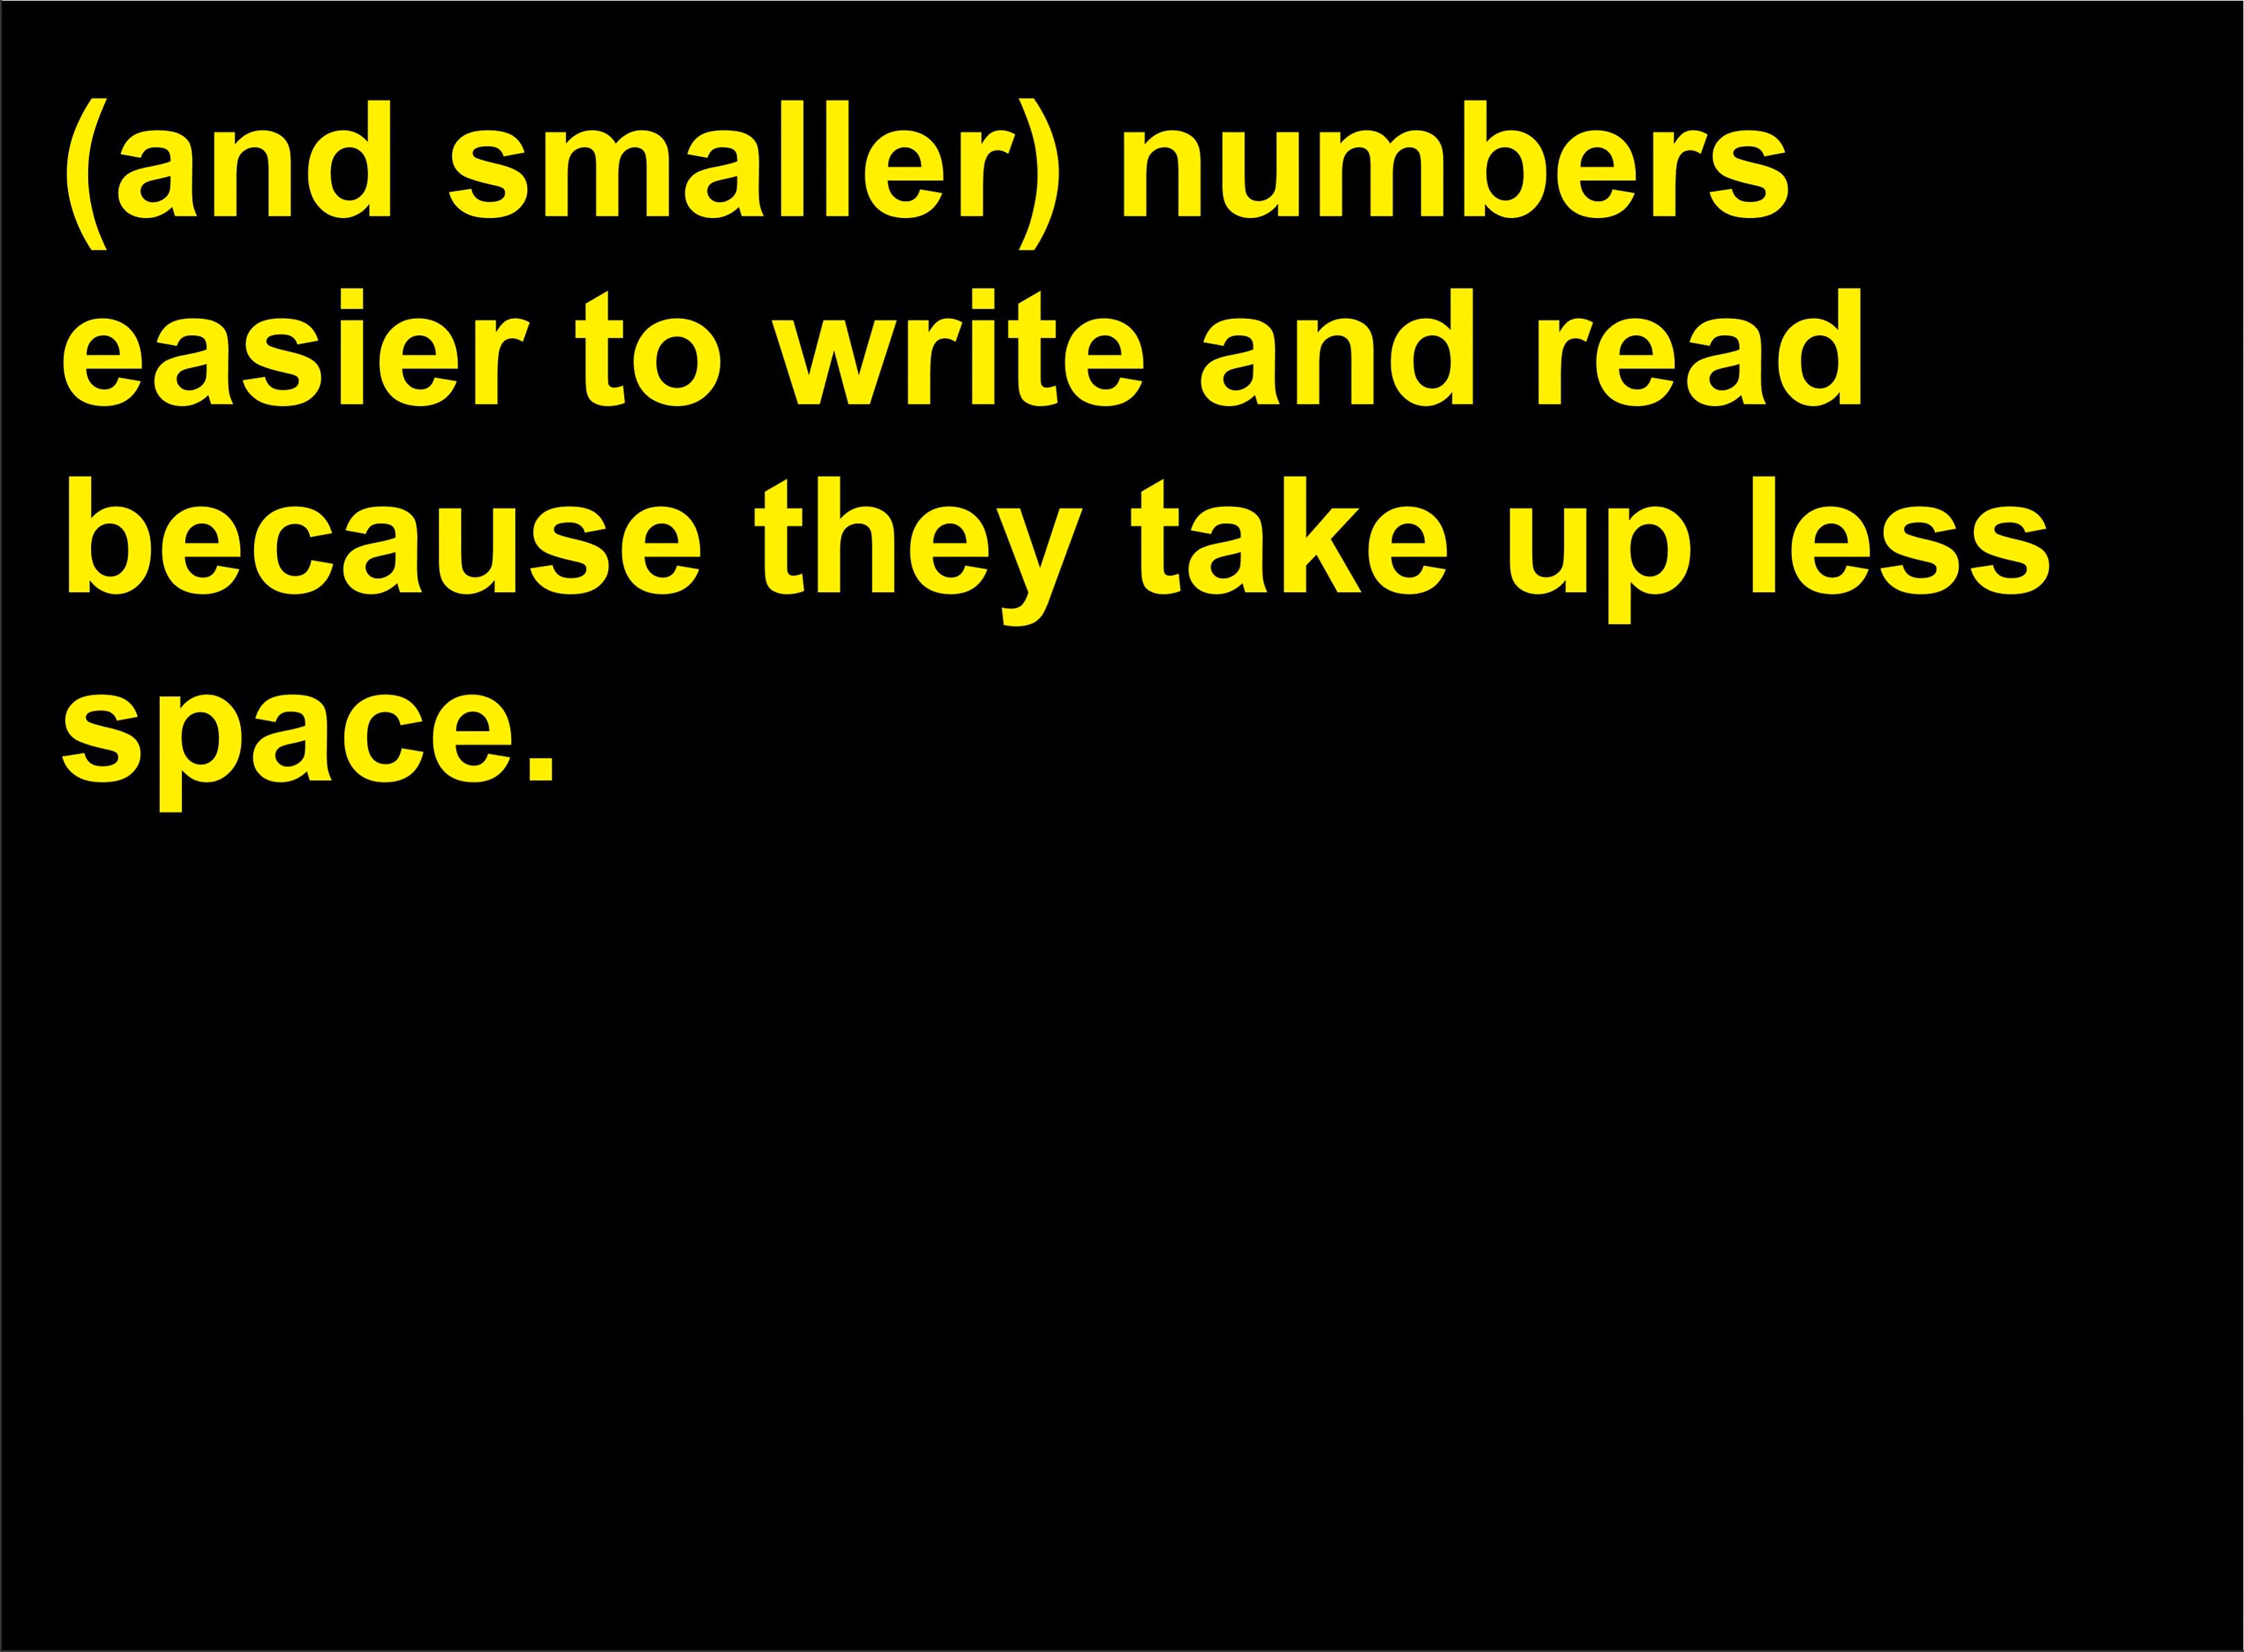 (and smaller) numbers
easier to write and read
because they take up less
space.